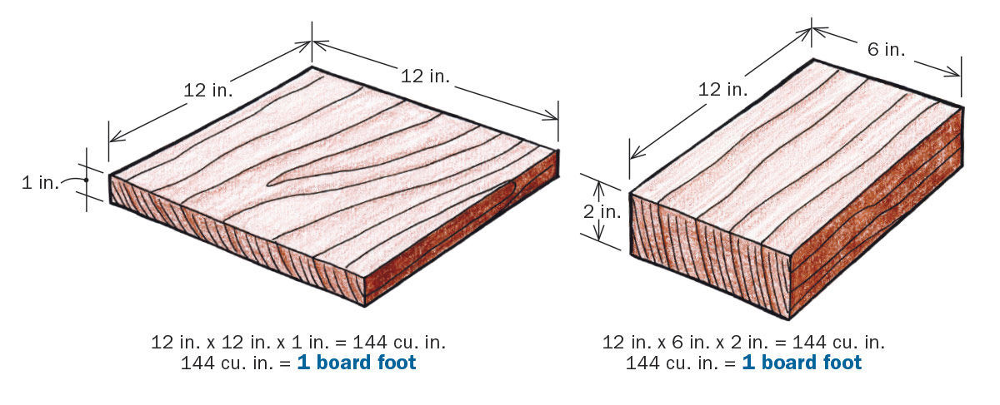 12 in.
12 in.
1 in.
12 in. x 12 in. x 1 in. = 144 cu. in.
144 cu. in. = 1 board foot
6 in.
12 in.
2 in.
12 in. x 6 in. x 2 in. = 144 cu. in.
144 cu. in. = 1 board foot